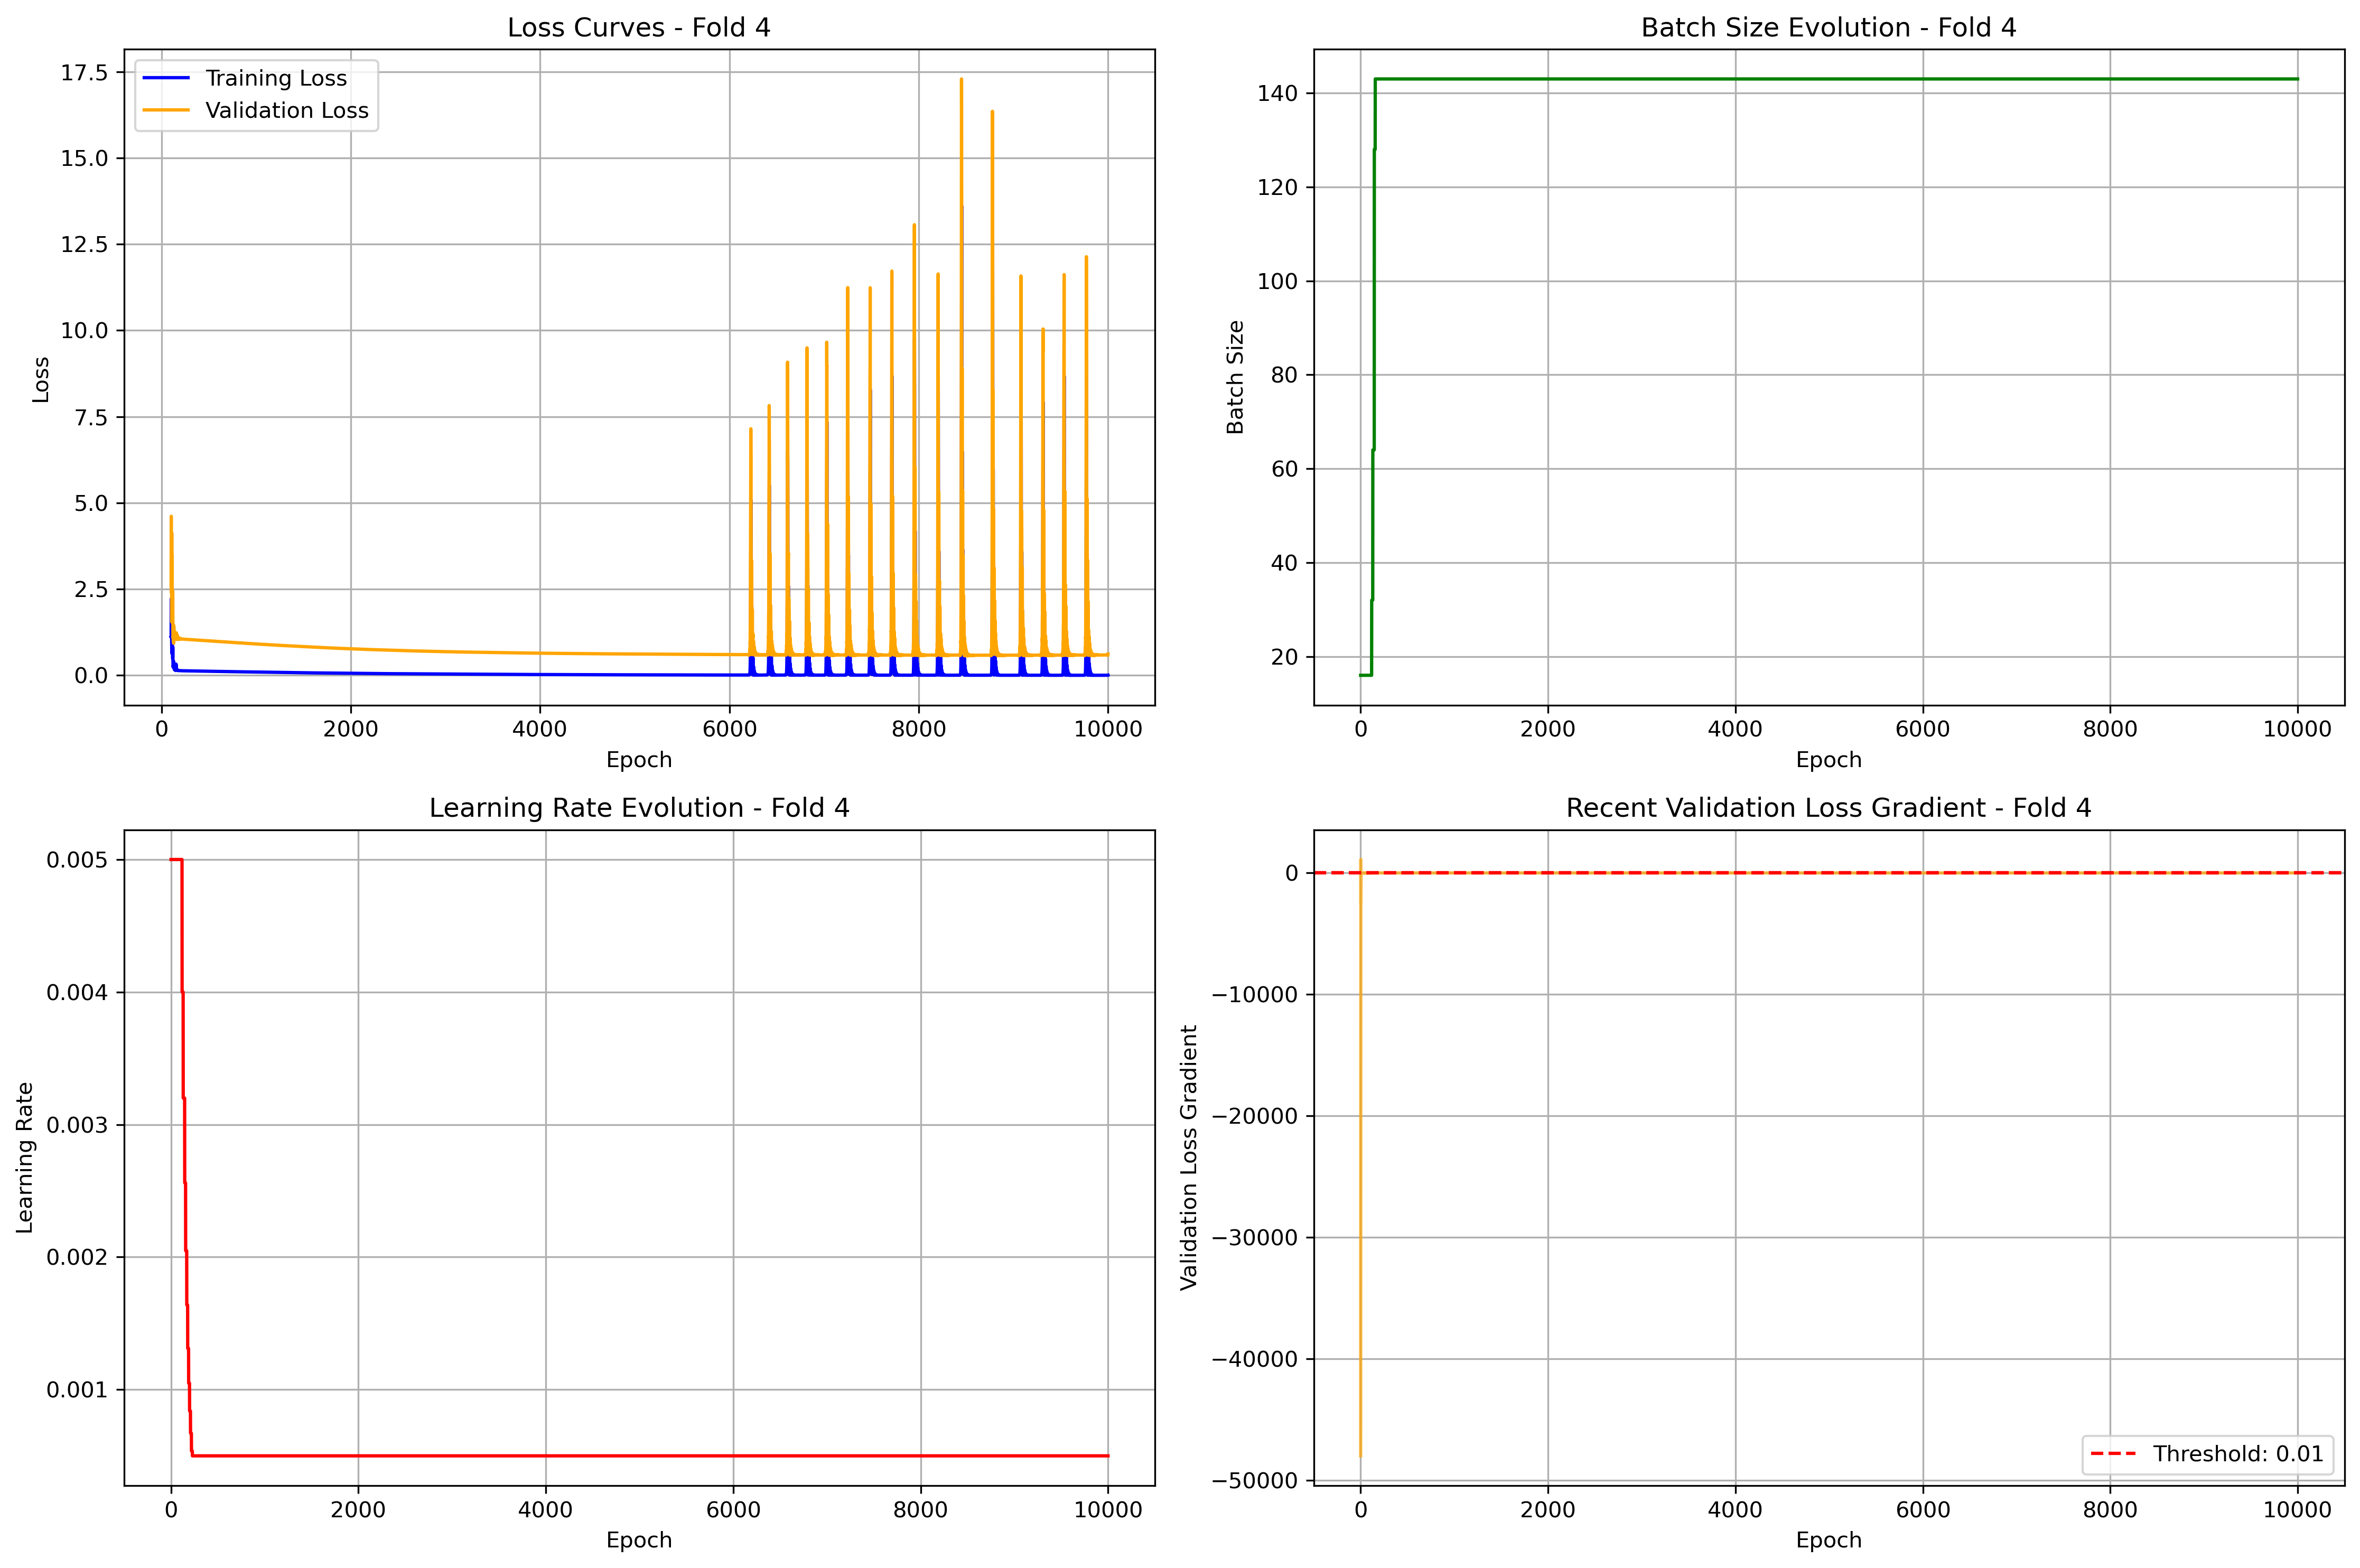 Loss Curves - Fold 4
Training Loss
Validation Loss
17.5
15.0
12.5
10.0
7.5
5.0
2.5
0.0
Loss
0 2000 4000 6000 8000 10000
Epoch
Batch Size Evolution - Fold 4
140
120
100
80
60
40
20
Batch Size
0 2000 4000 6000 8000 10000
Epoch
Learning Rate Evolution - Fold 4
0.005
0.004
0.003
0.002
0.001
Learning Rate
0 2000 4000 6000 8000 10000
Epoch
Recent Validation Loss Gradient - Fold 4
0
−10000
−20000
−30000
−40000
−50000
Validation Loss Gradient
Threshold: 0.01
0 2000 4000 6000 8000 10000
Epoch